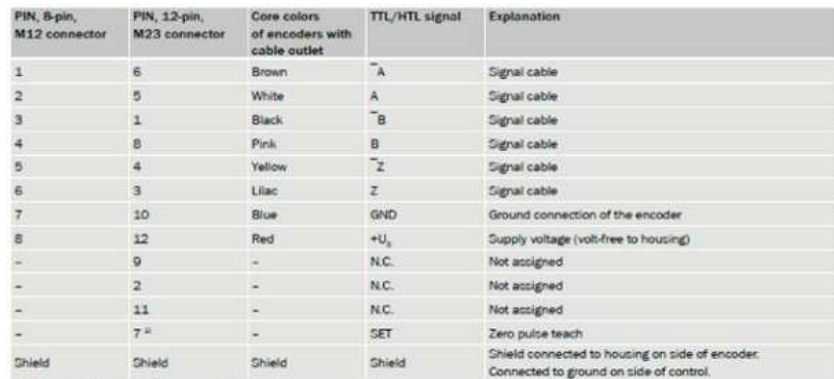 PIN, 8-pin, M12 connector PIN, 12-pin, M23 connector Core colors of encoders with cable outlet TTL/HTL signal Explanation
1 6 Brown ‾A Signal cable
2 5 White A Signal cable
3 1 Black ‾B Signal cable
4 8 Pink B Signal cable
5 4 Yellow ‾Z Signal cable
6 3 Lilac Z Signal cable
7 10 Blue GND Ground connection of the encoder
8 12 Red +Us Supply voltage (volt-free to housing)
– 9 – N.C. Not assigned
– 2 – N.C. Not assigned
– 11 – N.C. Not assigned
– 7 – SET Zero pulse teach
Shield Shield Shield Shield Shield connected to housing on side of encoder.
Connected to ground on side of control.